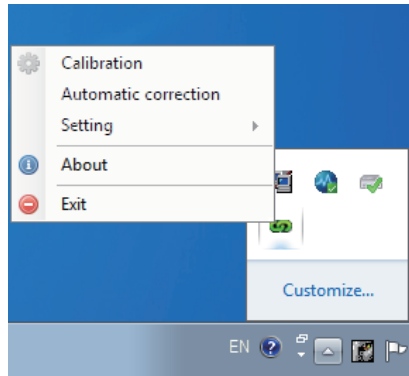 Calibration
Automatic correction
Setting
About
Exit
Customize...
EN